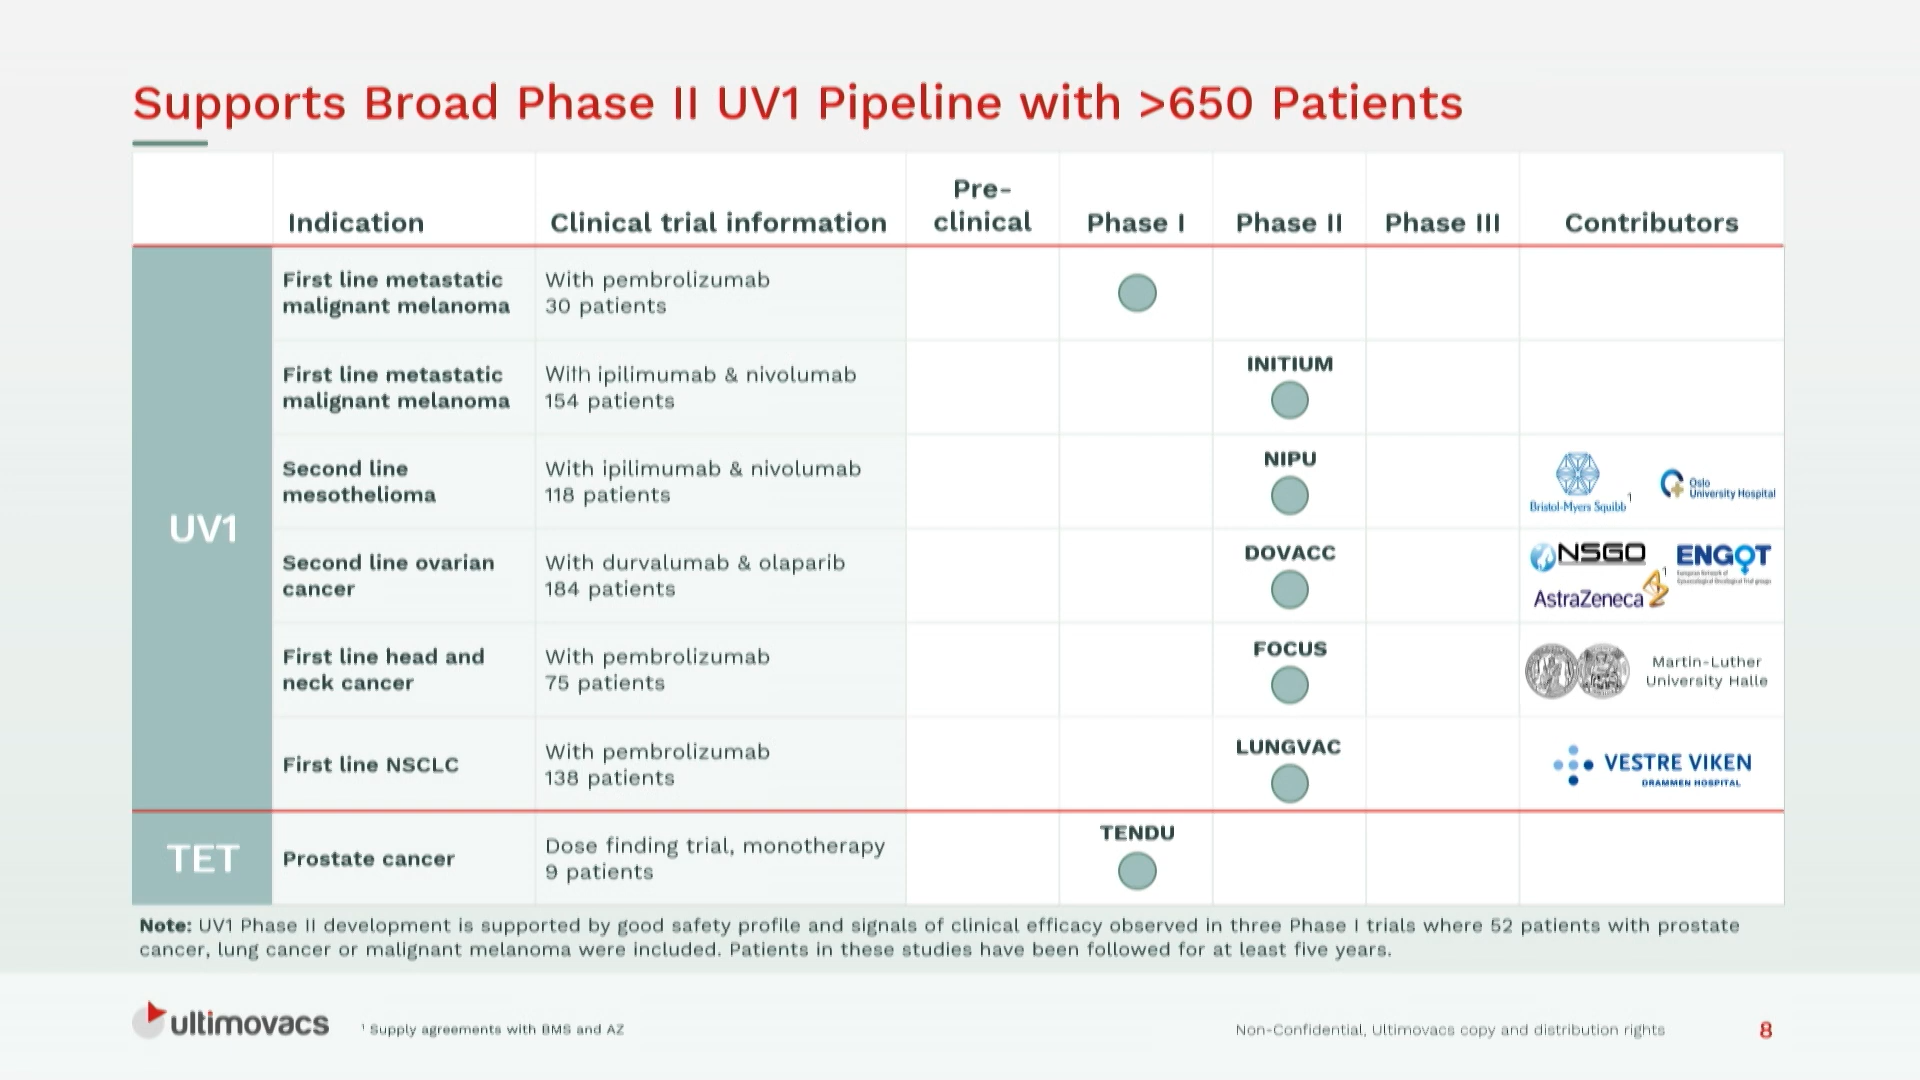 Supports Broad Phase II UV1 Pipeline with >650 Patients
Indication
Clinical trial information
Pre-
clinical
Phase I
Phase II
Phase III
Contributors
UV1
First line metastatic
malignant melanoma
With pembrolizumab
30 patients
First line metastatic
malignant melanoma
With ipilimumab & nivolumab
154 patients
INITIUM
Second line
mesothelioma
With ipilimumab & nivolumab
118 patients
NIPU
Bristol-Myers Squibb 1
Oslo
University Hospital
Second line ovarian
cancer
With durvalumab & olaparib
184 patients
DOVACC
NSGO
ENGOT
European Network of
Gynaecological Oncological Trial groups
AstraZeneca 1
First line head and
neck cancer
With pembrolizumab
75 patients
FOCUS
Martin-Luther
University Halle
First line NSCLC
With pembrolizumab
138 patients
LUNGVAC
VESTRE VIKEN
DRAMMEN HOSPITAL
TET
Prostate cancer
Dose finding trial, monotherapy
9 patients
TENDU
Note: UV1 Phase II development is supported by good safety profile and signals of clinical efficacy observed in three Phase I trials where 52 patients with prostate
cancer, lung cancer or malignant melanoma were included. Patients in these studies have been followed for at least five years.
ultimovacs
1 Supply agreements with BMS and AZ
Non-Confidential, Ultimovacs copy and distribution rights
8